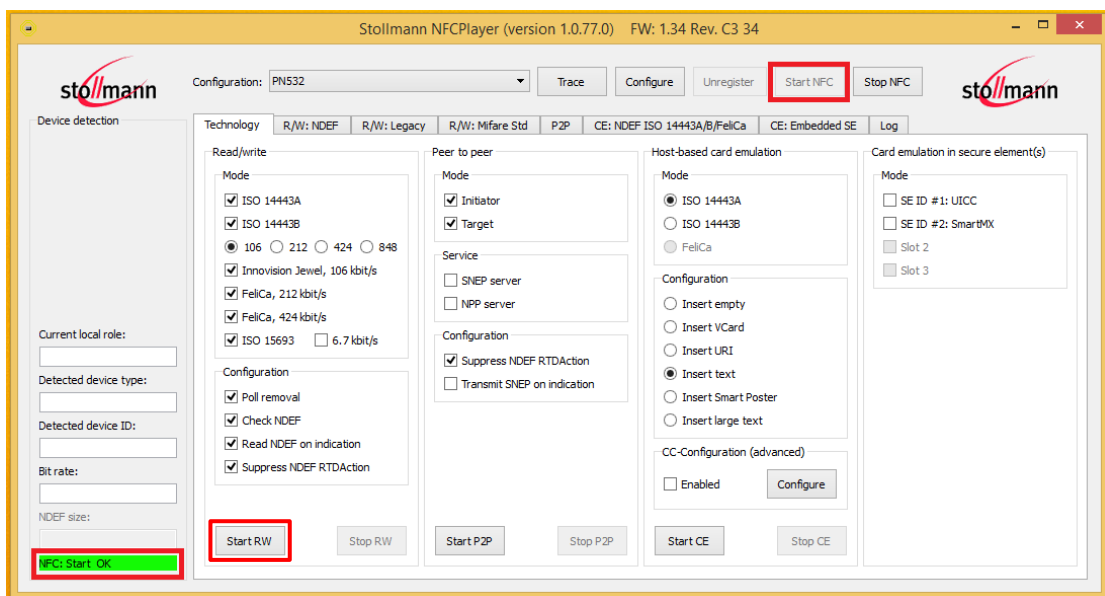 Stollmann NFCPlayer (version 1.0.77.0) FW: 1.34 Rev. C3 34
stollmann
Configuration: PN532 Trace Configure Unregister Start NFC Stop NFC
stollmann
Device detection
Technology R/W: NDEF R/W: Legacy R/W: Mifare Std P2P CE: NDEF ISO 14443A/B/FeliCa CE: Embedded SE Log
Read/write
Mode
ISO 14443A
ISO 14443B
106 212 424 848
Innovision Jewel, 106 kbit/s
FeliCa, 212 kbit/s
FeliCa, 424 kbit/s
ISO 15693 6.7 kbit/s
Configuration
Poll removal
Check NDEF
Read NDEF on indication
Suppress NDEF RTDAction
Start RW Stop RW
Peer to peer
Mode
Initiator
Target
Service
SNEP server
NPP server
Configuration
Suppress NDEF RTDAction
Transmit SNEP on indication
Start P2P Stop P2P
Host-based card emulation
Mode
ISO 14443A
ISO 14443B
FeliCa
Configuration
Insert empty
Insert VCard
Insert URI
Insert text
Insert Smart Poster
Insert large text
CC-Configuration (advanced)
Enabled Configure
Start CE Stop CE
Card emulation in secure element(s)
Mode
SE ID #1: UICC
SE ID #2: SmartMX
Slot 2
Slot 3
Current local role:
Detected device type:
Detected device ID:
Bit rate:
NDEF size:
NFC: Start OK